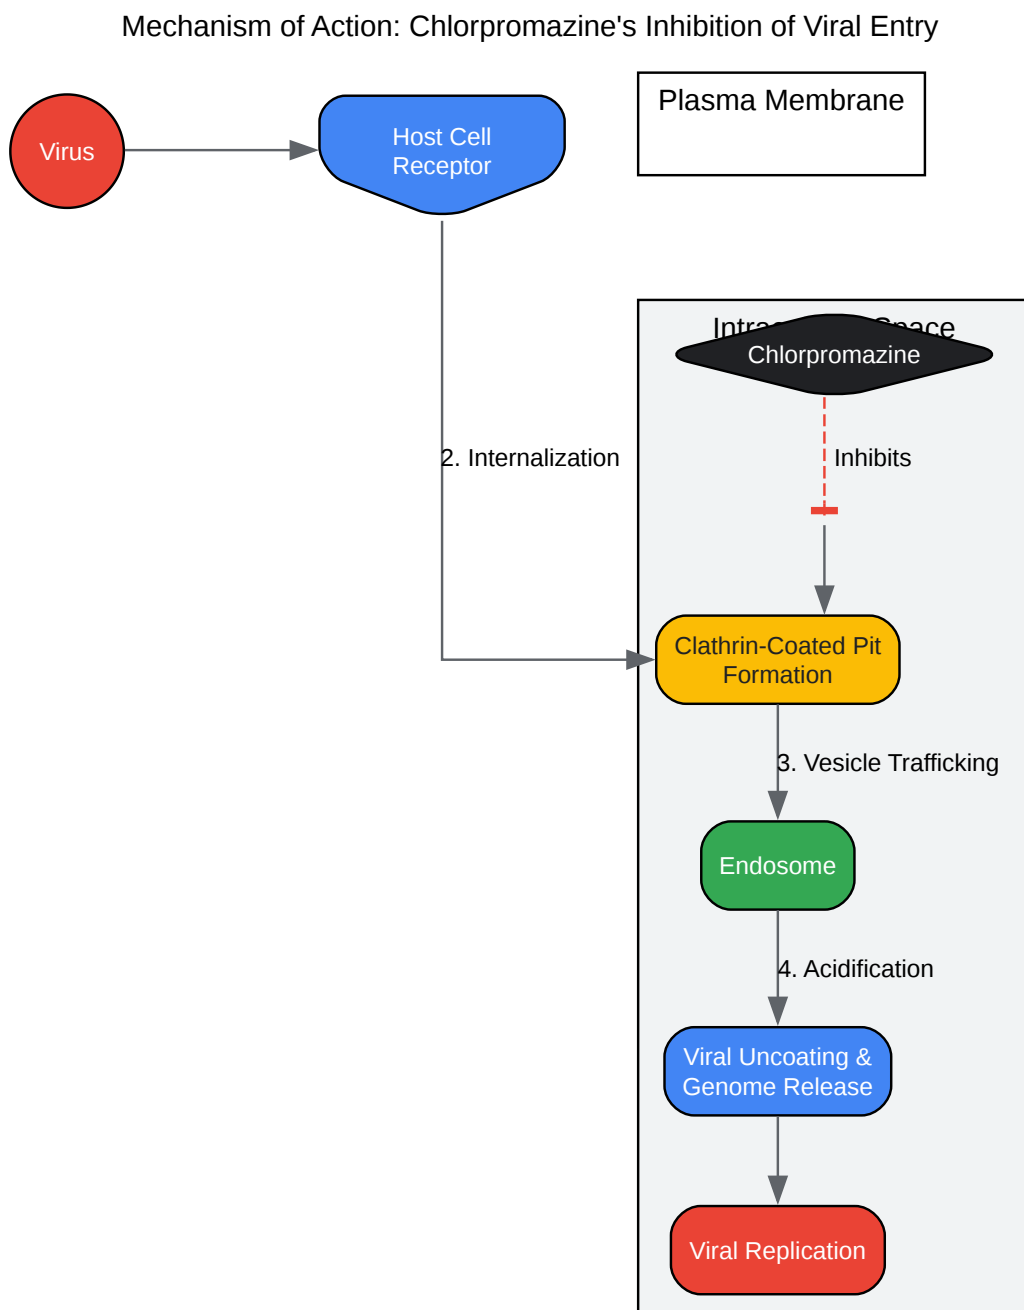 Mechanism of Action: Chlorpromazine's Inhibition of Viral Entry
Plasma Membrane
Virus
Host Cell
Receptor
Space
Chlorpromazine
2. Internalization
Inhibits
Clathrin-Coated Pit
Formation
3. Vesicle Trafficking
Endosome
4. Acidification
Viral Uncoating &
Genome Release
Viral Replication